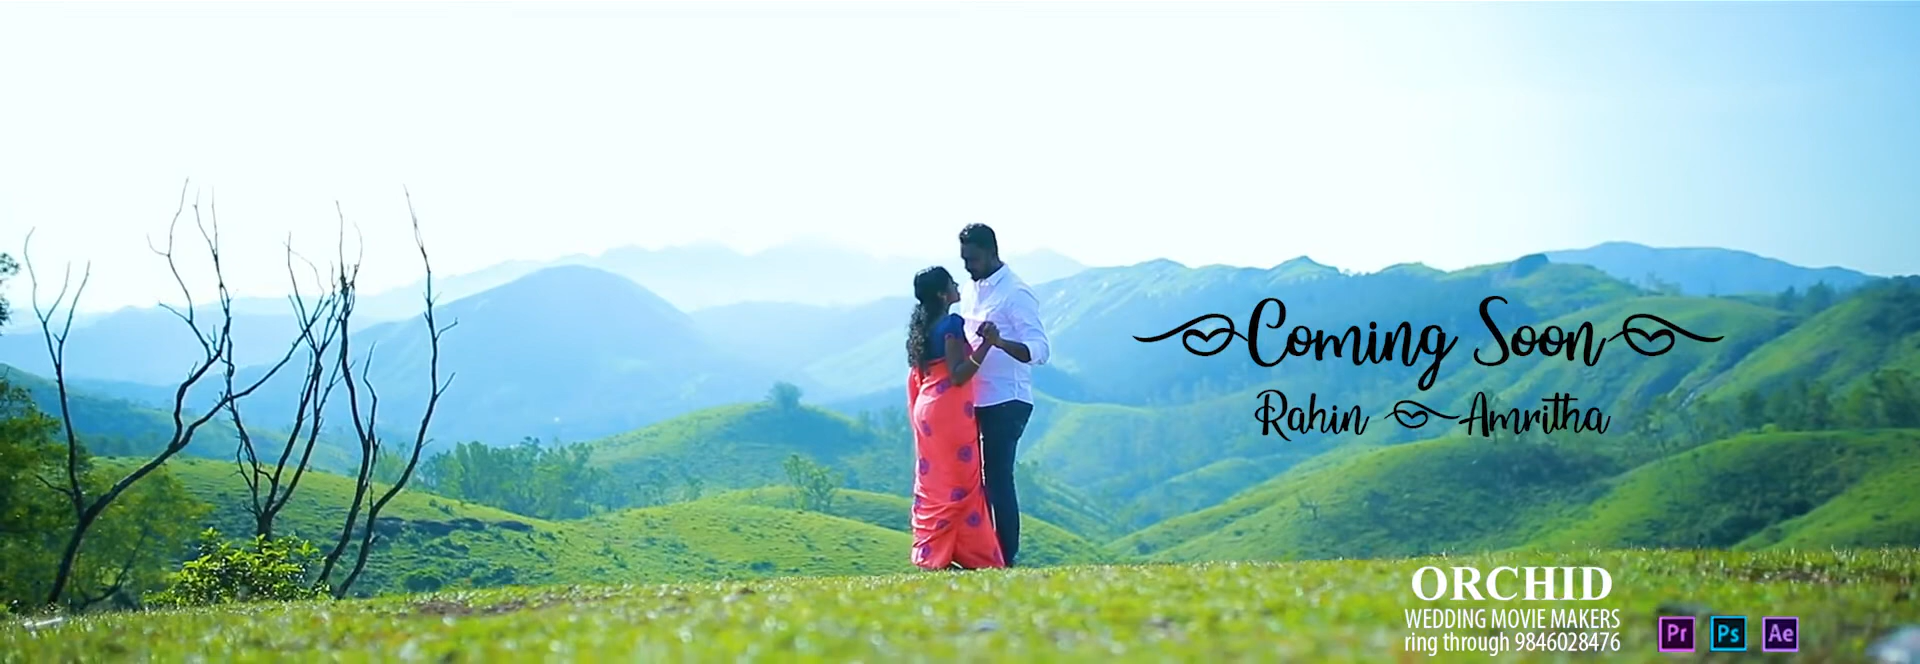 Coming Soon
Rahin Amritha
ORCHID
WEDDING MOVIE MAKERS
ring through 9846028476
Pr Ps Ae